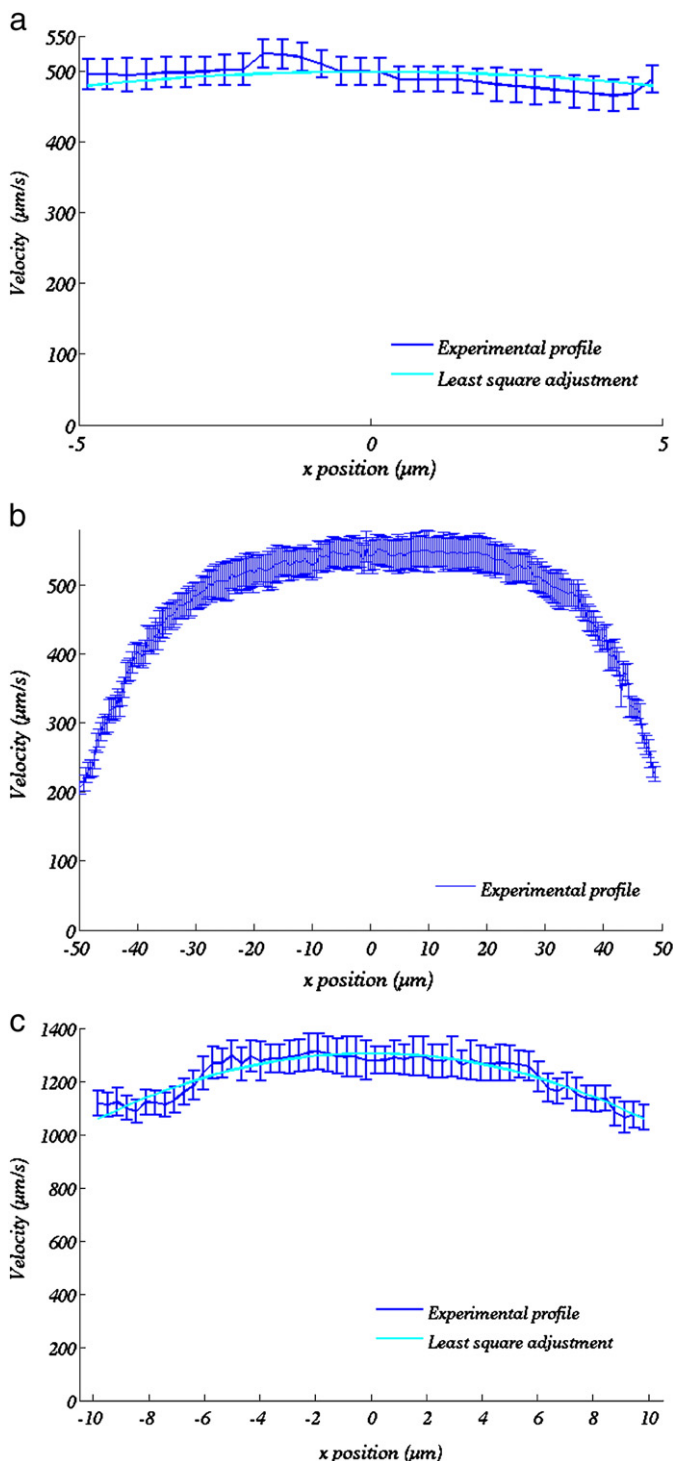 a
550
500
400
300
200
100
0
Velocity (µm/s)
Experimental profile
Least square adjustment
-5 0 5
x position (µm)
b
500
400
300
200
100
0
Velocity (µm/s)
Experimental profile
-50 -40 -30 -20 -10 0 10 20 30 40 50
x position (µm)
c
1400
1200
1000
800
600
400
200
0
Velocity (µm/s)
Experimental profile
Least square adjustment
-10 -8 -6 -4 -2 0 2 4 6 8 10
x position (µm)